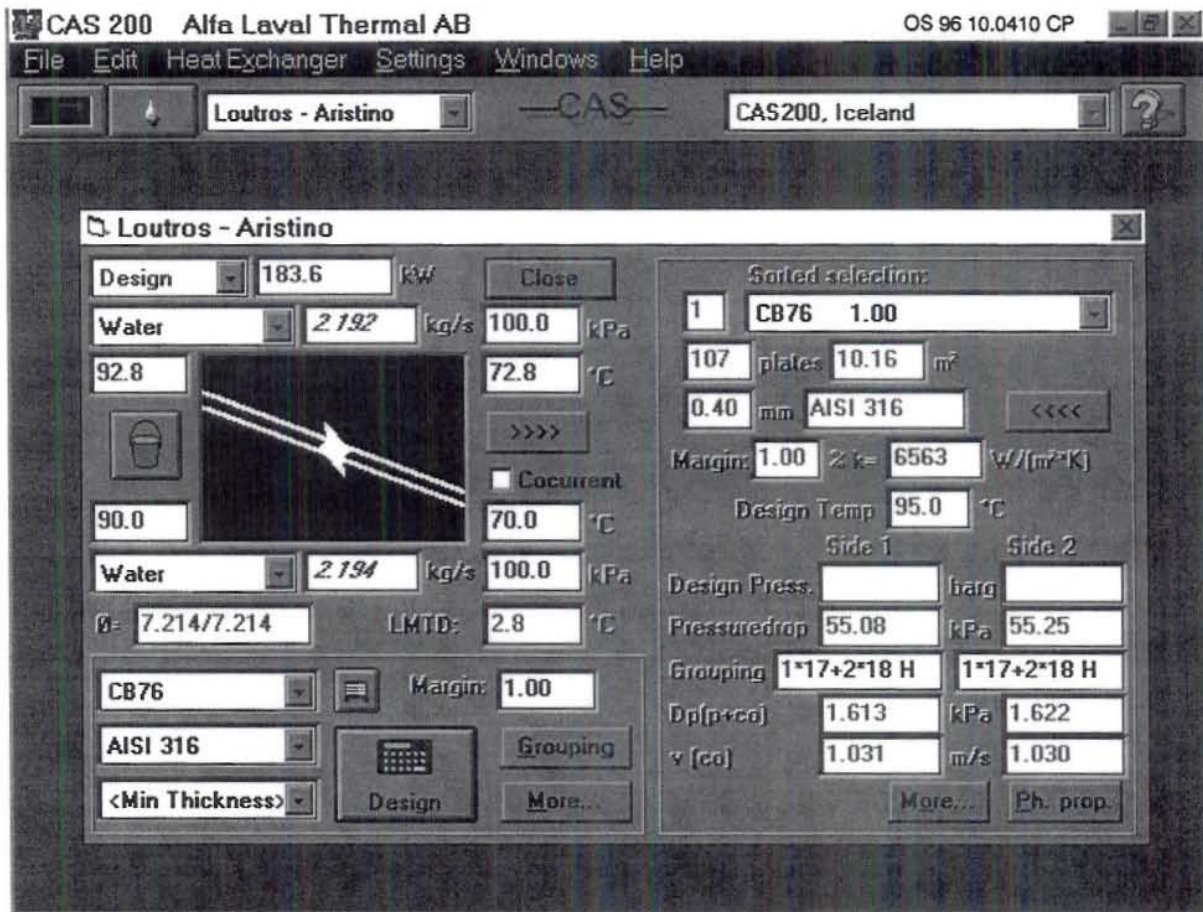 CAS 200 Alfa Laval Thermal AB OS 96 10.0410 CP
File Edit Heat Exchanger Settings Windows Help
Loutros - Aristino CAS CAS200, Iceland
Loutros - Aristino
Design 183.6 kW Close
Water 2.192 kg/s 100.0 kPa
92.8 72.8 °C
>>>>
Cocurrent
90.0 70.0 °C
Water 2.194 kg/s 100.0 kPa
Ø= 7.214/7.214 LMTD: 2.8 °C
CB76 Margin: 1.00
AISI 316 Grouping
<Min Thickness> Design More...
Sorted selection:
1 CB76 1.00
107 plates 10.16 m²
0.40 mm AISI 316 <<<<
Margin: 1.00 % k= 6563 W/(m²*K)
Design Temp 95.0 °C
Side 1 Side 2
Design Press. barg
Pressuredrop 55.08 kPa 55.25
Grouping 1*17+2*18 H 1*17+2*18 H
Dp(p+co) 1.613 kPa 1.622
v (co) 1.031 m/s 1.030
More... Ph. prop.